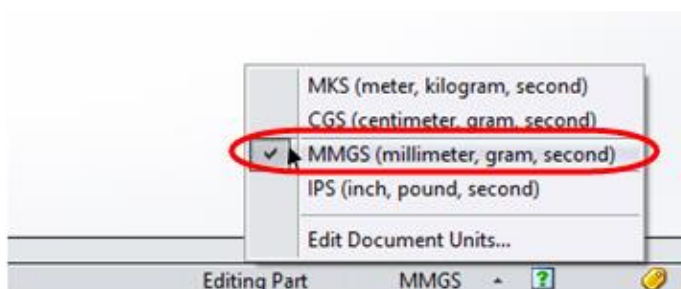 MKS (meter, kilogram, second)
CGS (centimeter, gram, second)
MMGS (millimeter, gram, second)
IPS (inch, pound, second)
Edit Document Units...
Editing Part MMGS ?